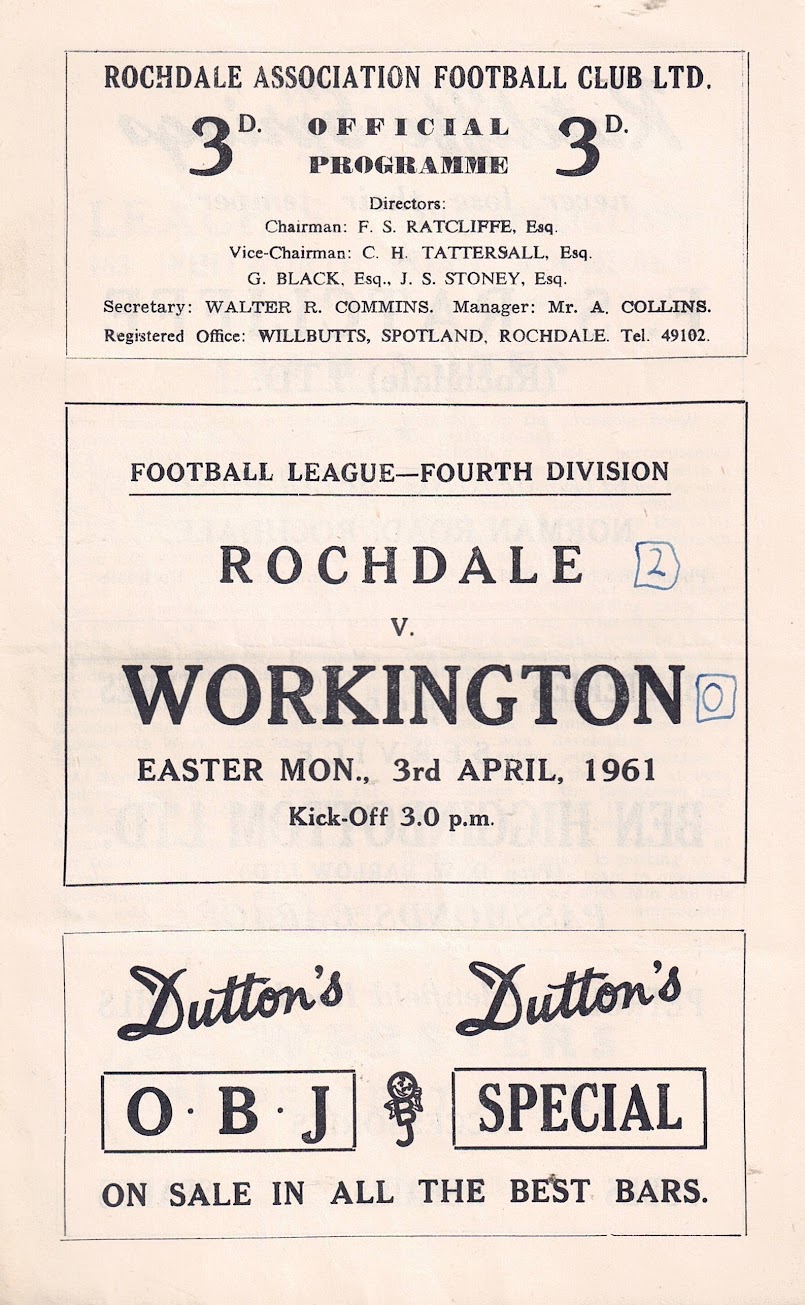 ROCHDALE ASSOCIATION FOOTBALL CLUB LTD.
3D. OFFICIAL 3D.
PROGRAMME
Directors:
Chairman: F. S. RATCLIFFE, Esq.
Vice-Chairman: C. H. TATTERSALL, Esq.
G. BLACK, Esq., J. S. STONEY, Esq.
Secretary: WALTER R. COMMINS. Manager: Mr. A. COLLINS.
Registered Office: WILLBUTTS, SPOTLAND, ROCHDALE. Tel. 49102.
FOOTBALL LEAGUE—FOURTH DIVISION
ROCHDALE 2
V.
WORKINGTON 0
EASTER MON., 3rd APRIL, 1961
Kick-Off 3.0 p.m.
Dutton's Dutton's
O·B·J OBJ SPECIAL
ON SALE IN ALL THE BEST BARS.